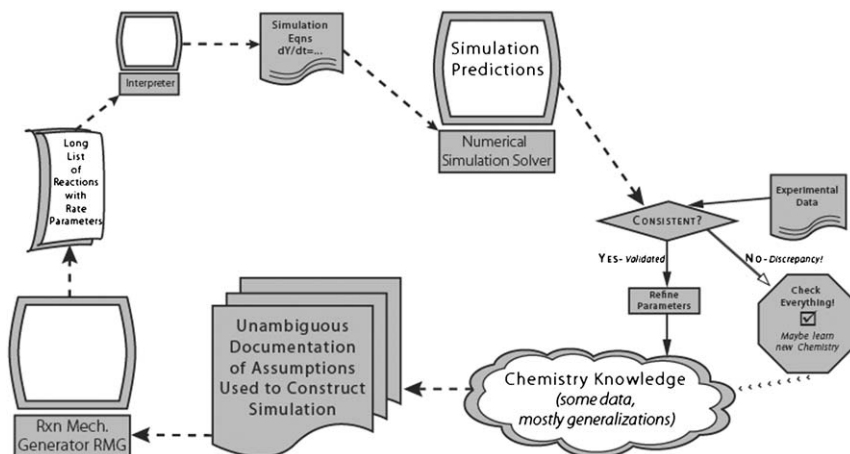 Interpreter
Simulation
Eqns
dY/dt=...
Simulation
Predictions
Numerical
Simulation Solver
Long
List
of
Reactions
with
Rate
Parameters
Experimental
Data
CONSISTENT?
YES- Validated
NO- Discrepancy!
Refine
Parameters
Check
Everything!
Maybe learn
new Chemistry
Unambiguous
Documentation
of Assumptions
Used to Construct
Simulation
Chemistry Knowledge
(some data,
mostly generalizations)
Rxn Mech.
Generator RMG